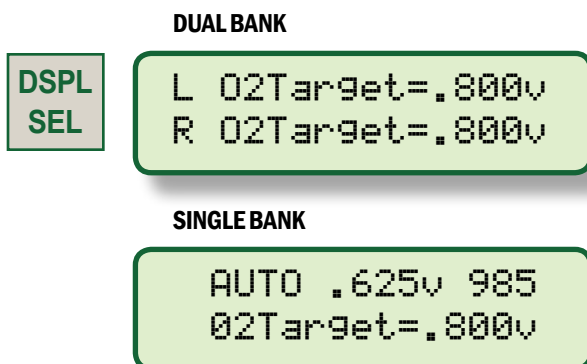 DUAL BANK
DSPL
SEL
L O2Target=.800v
R O2Target=.800v
SINGLE BANK
AUTO .625v 985
02Target=.800v